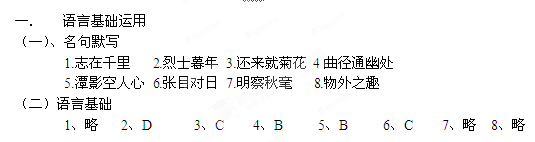 一． 语言基础运用
（一）、名句默写
1.志在千里 2.烈士暮年 3.还来就菊花 4 曲径通幽处
5.潭影空人心 6.张目对日 7.明察秋毫 8.物外之趣
（二）语言基础
1、略 2、D 3、C 4、B 5、B 6、C 7、略 8、略